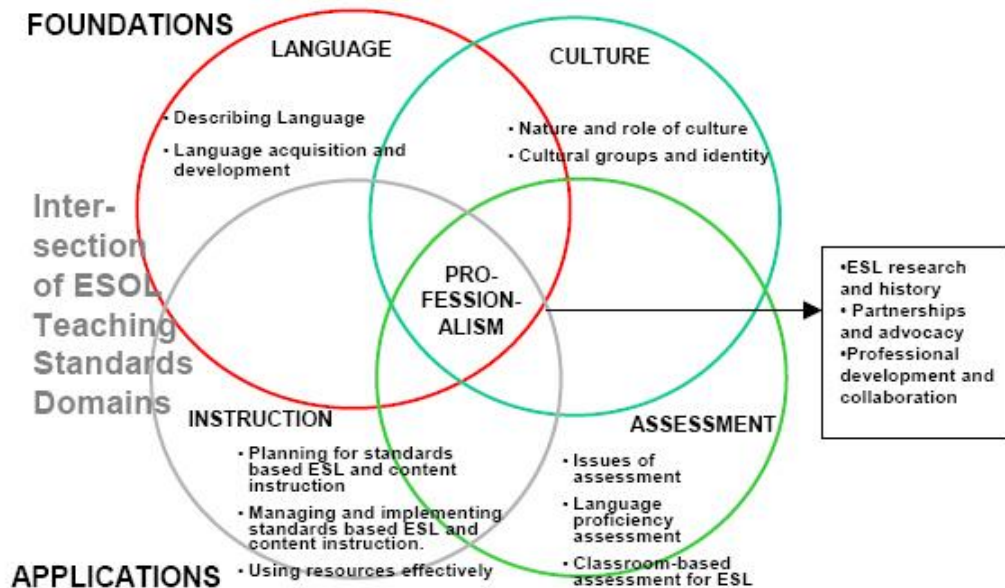 FOUNDATIONS
LANGUAGE
CULTURE
• Describing Language
• Language acquisition and
development
• Nature and role of culture
• Cultural groups and identity
Inter-
section
of ESOL
Teaching
Standards
Domains
PRO-
FESSION-
ALISM
•ESL research
and history
• Partnerships
and advocacy
•Professional
development and
collaboration
INSTRUCTION
• Planning for standards
based ESL and content
instruction
• Managing and implementing
standards based ESL and
content instruction.
• Using resources effectively
ASSESSMENT
• Issues of
assessment
• Language
proficiency
assessment
• Classroom-based
assessment for ESL
APPLICATIONS